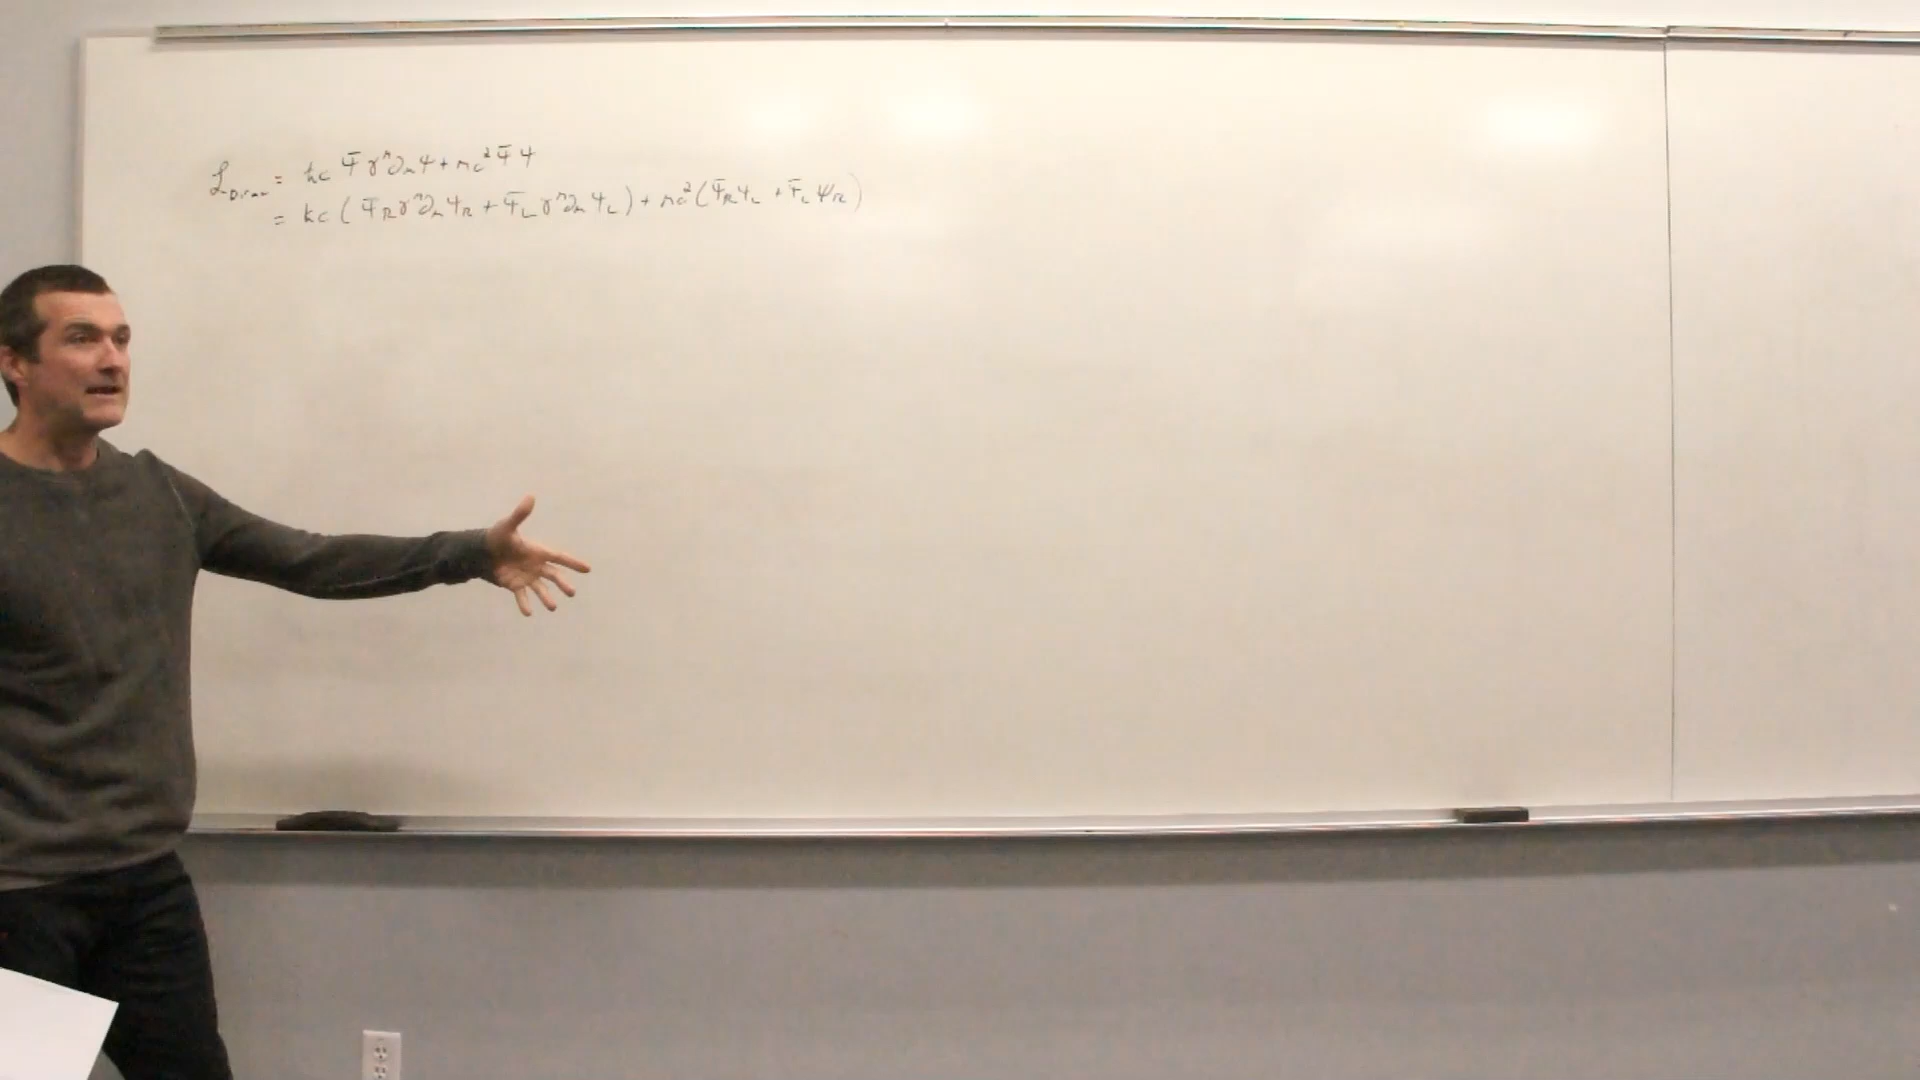 ℒ_Dirac = ħc Ψ̄ γ^μ ∂_μ Ψ + mc² Ψ̄ Ψ
= ħc ( Ψ̄_R γ^μ ∂_μ Ψ_R + Ψ̄_L γ^μ ∂_μ Ψ_L ) + mc² ( Ψ̄_R Ψ_L + Ψ̄_L Ψ_R )